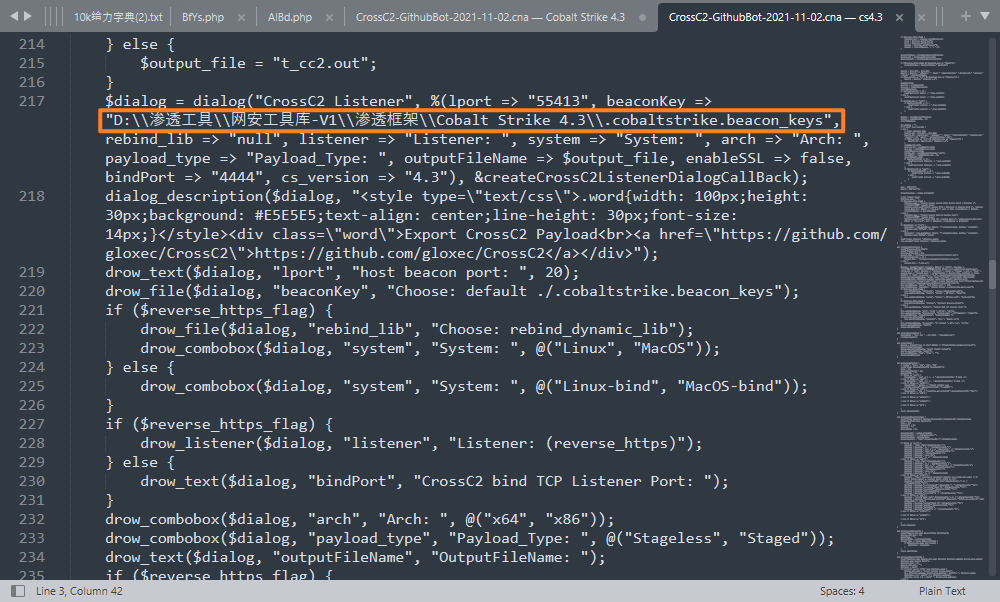 10k给力字典(2).txt BfYs.php AlBd.php CrossC2-GithubBot-2021-11-02.cna — Cobalt Strike 4.3 CrossC2-GithubBot-2021-11-02.cna — cs4.3
214 } else {
215 $output_file = "t_cc2.out";
216 }
217 $dialog = dialog("CrossC2 Listener", %(lport => "55413", beaconKey =>
"D:\\渗透工具\\网安工具库-V1\\渗透框架\\Cobalt Strike 4.3\\.cobaltstrike.beacon_keys",
rebind_lib => "null", listener => "Listener: ", system => "System: ", arch => "Arch: ",
payload_type => "Payload_Type: ", outputFileName => $output_file, enableSSL => false,
bindPort => "4444", cs_version => "4.3"), &createCrossC2ListenerDialogCallBack);
218 dialog_description($dialog, "<style type=\"text/css\">.word{width: 100px;height:
30px;background: #E5E5E5;text-align: center;line-height: 30px;font-size:
14px;}</style><div class=\"word\">Export CrossC2 Payload<br><a href=\"https://github.com/
gloxec/CrossC2\">https://github.com/gloxec/CrossC2</a></div>");
219 drow_text($dialog, "lport", "host beacon port: ", 20);
220 drow_file($dialog, "beaconKey", "Choose: default ./.cobaltstrike.beacon_keys");
221 if ($reverse_https_flag) {
222 drow_file($dialog, "rebind_lib", "Choose: rebind_dynamic_lib");
223 drow_combobox($dialog, "system", "System: ", @("Linux", "MacOS"));
224 } else {
225 drow_combobox($dialog, "system", "System: ", @("Linux-bind", "MacOS-bind"));
226 }
227 if ($reverse_https_flag) {
228 drow_listener($dialog, "listener", "Listener: (reverse_https)");
229 } else {
230 drow_text($dialog, "bindPort", "CrossC2 bind TCP Listener Port: ");
231 }
232 drow_combobox($dialog, "arch", "Arch: ", @("x64", "x86"));
233 drow_combobox($dialog, "payload_type", "Payload_Type: ", @("Stageless", "Staged"));
234 drow_text($dialog, "outputFileName", "OutputFileName: ");
235 if ($reverse_https_flag) {
Line 3, Column 42 Spaces: 4 Plain Text